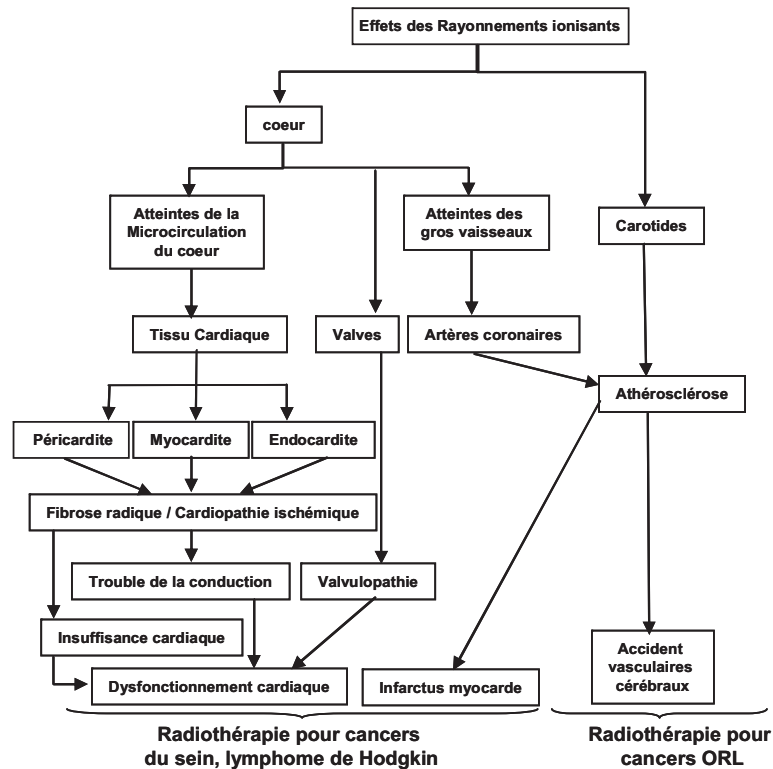 Effets des Rayonnements ionisants
coeur
Atteintes de la
Microcirculation
du coeur
Atteintes des
gros vaisseaux
Carotides
Tissu Cardiaque
Valves
Artères coronaires
Athérosclérose
Péricardite
Myocardite
Endocardite
Fibrose radique / Cardiopathie ischémique
Trouble de la conduction
Valvulopathie
Insuffisance cardiaque
Accident
vasculaires
cérébraux
Dysfonctionnement cardiaque
Infarctus myocarde
Radiothérapie pour cancers
du sein, lymphome de Hodgkin
Radiothérapie pour
cancers ORL